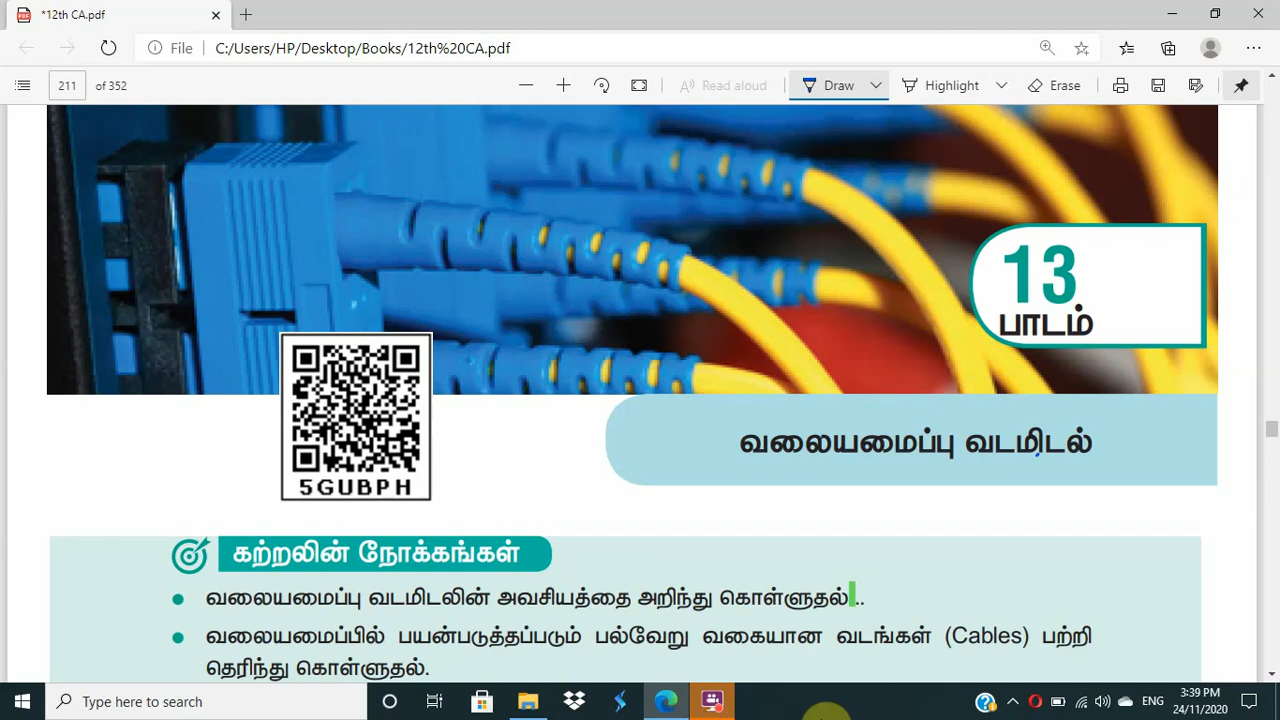 *12th CA.pdf
File C:/Users/HP/Desktop/Books/12th%20CA.pdf
211 of 352 Read aloud Draw Highlight Erase
13
பாடம்
5GUBPH
வலையமைப்பு வடமிடல்
கற்றலின் நோக்கங்கள்
வலையமைப்பு வடமிடலின் அவசியத்தை அறிந்து கொள்ளுதல் ..
வலையமைப்பில் பயன்படுத்தப்படும் பல்வேறு வகையான வடங்கள் (Cables) பற்றி
தெரிந்து கொள்ளுதல்.
Type here to search ENG 3:39 PM
24/11/2020